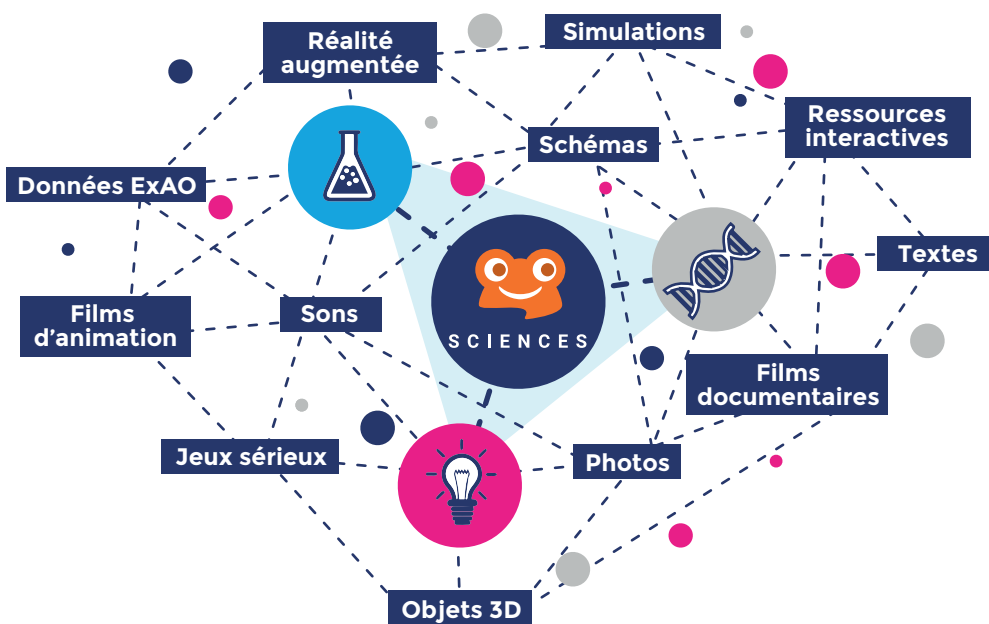 Réalité
augmentée
Simulations
Ressources
interactives
Schémas
Données ExAO
Textes
Films
d'animation
Sons
SCIENCES
Films
documentaires
Jeux sérieux
Photos
Objets 3D